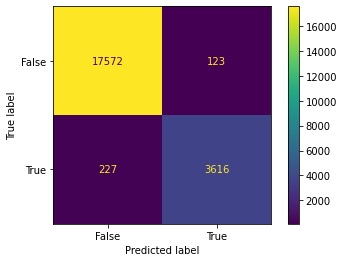 False
17572
123
True
227
3616
False
True
Predicted label
True label
16000
14000
12000
10000
8000
6000
4000
2000